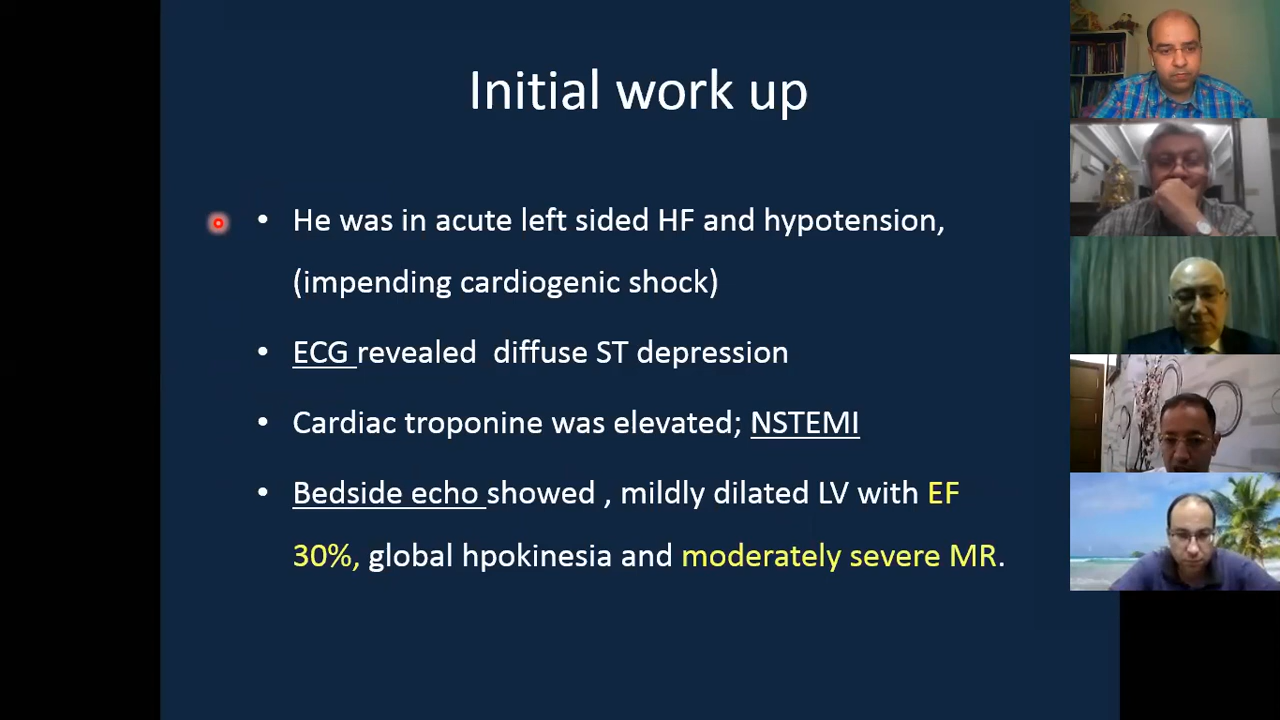 Initial work up
• He was in acute left sided HF and hypotension,
(impending cardiogenic shock)
• ECG revealed diffuse ST depression
• Cardiac troponine was elevated; NSTEMI
• Bedside echo showed , mildly dilated LV with EF
30%, global hpokinesia and moderately severe MR.